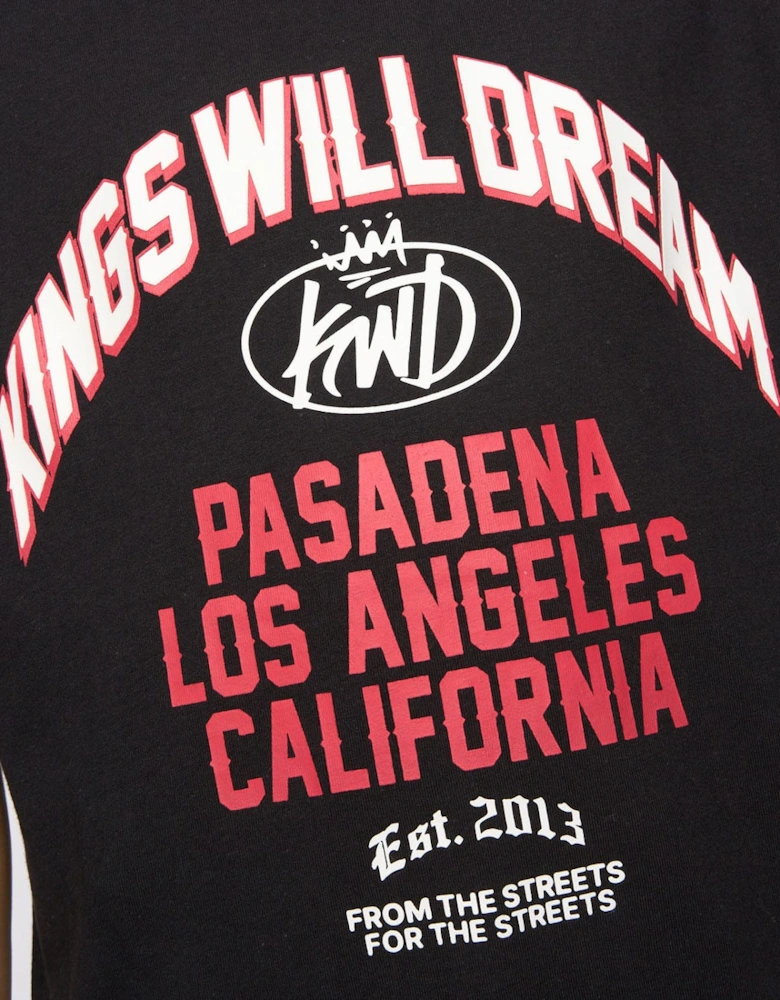 KINGS WILL DREAM
KWD
PASADENA
LOS ANGELES
CALIFORNIA
Est. 2013
FROM THE STREETS
FOR THE STREETS